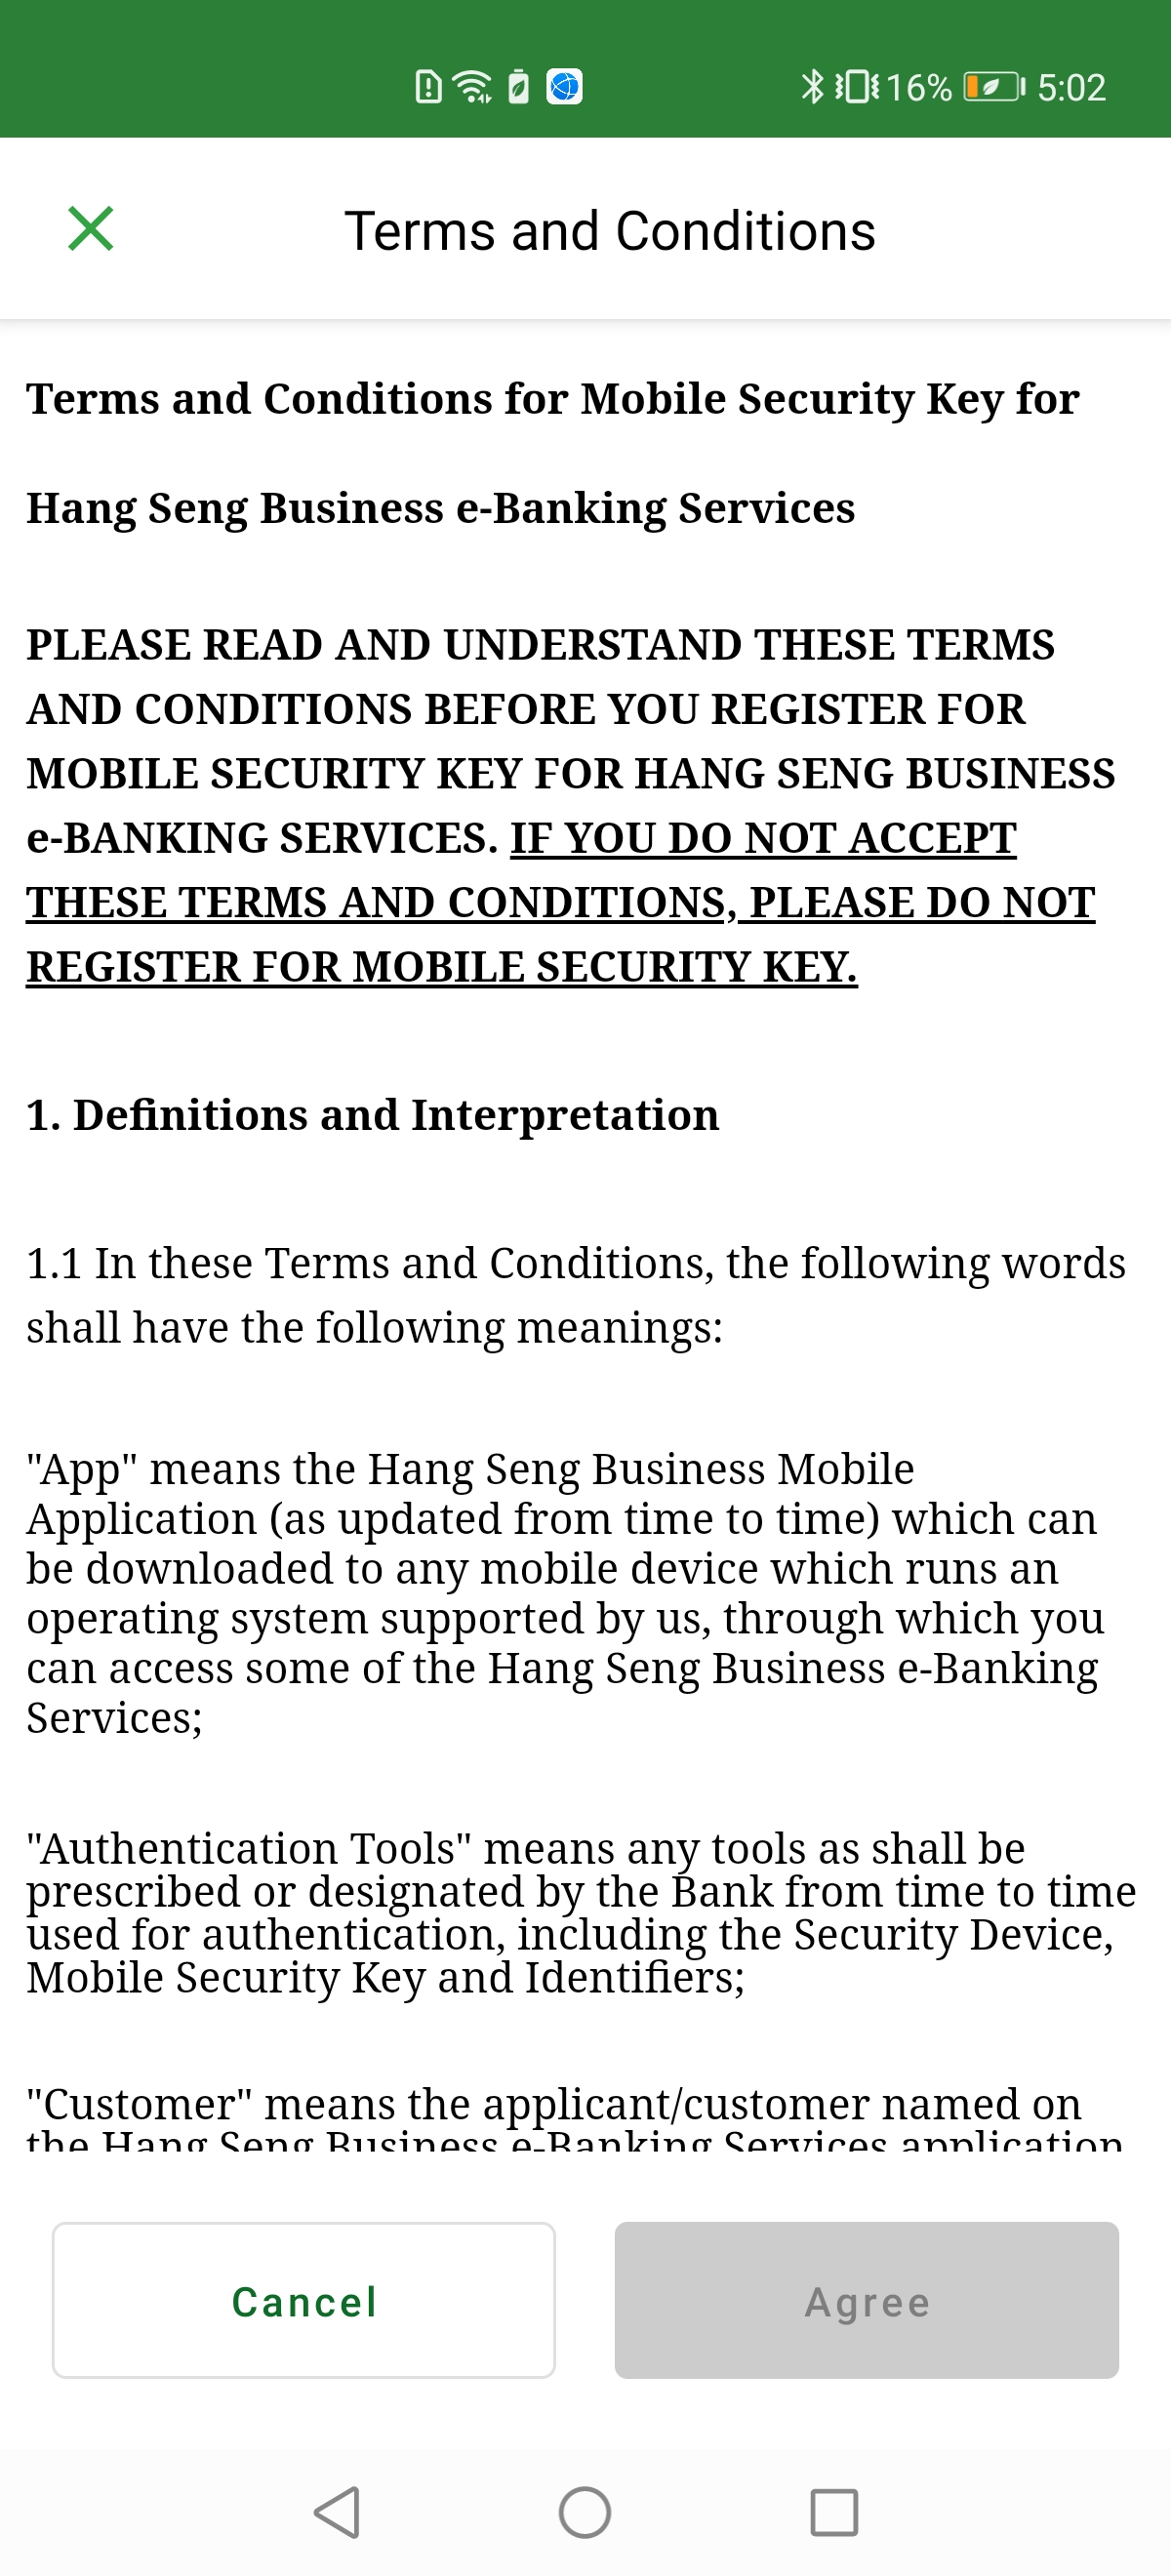 16% 5:02
Terms and Conditions
Terms and Conditions for Mobile Security Key for
Hang Seng Business e-Banking Services
PLEASE READ AND UNDERSTAND THESE TERMS
AND CONDITIONS BEFORE YOU REGISTER FOR
MOBILE SECURITY KEY FOR HANG SENG BUSINESS
e-BANKING SERVICES. IF YOU DO NOT ACCEPT
THESE TERMS AND CONDITIONS, PLEASE DO NOT
REGISTER FOR MOBILE SECURITY KEY.
1. Definitions and Interpretation
1.1 In these Terms and Conditions, the following words
shall have the following meanings:
"App" means the Hang Seng Business Mobile
Application (as updated from time to time) which can
be downloaded to any mobile device which runs an
operating system supported by us, through which you
can access some of the Hang Seng Business e-Banking
Services;
"Authentication Tools" means any tools as shall be
prescribed or designated by the Bank from time to time
used for authentication, including the Security Device,
Mobile Security Key and Identifiers;
"Customer" means the applicant/customer named on
the Hang Seng Business e-Banking Services application
Cancel
Agree